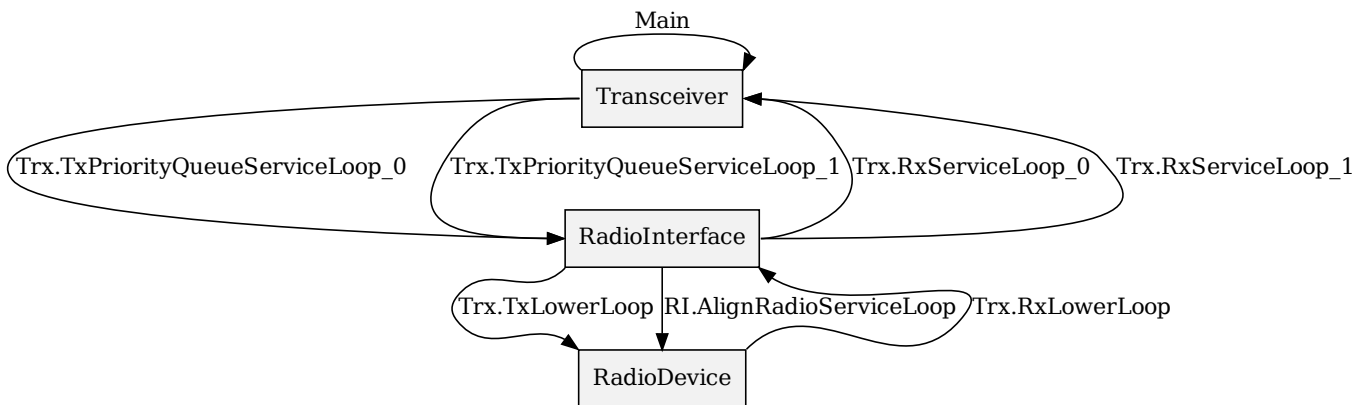 Main
Transceiver
Trx.TxPriorityQueueServiceLoop_0
Trx.TxPriorityQueueServiceLoop_1
Trx.RxServiceLoop_0
Trx.RxServiceLoop_1
RadioInterface
Trx.TxLowerLoop
RI.AlignRadioServiceLoop
Trx.RxLowerLoop
RadioDevice